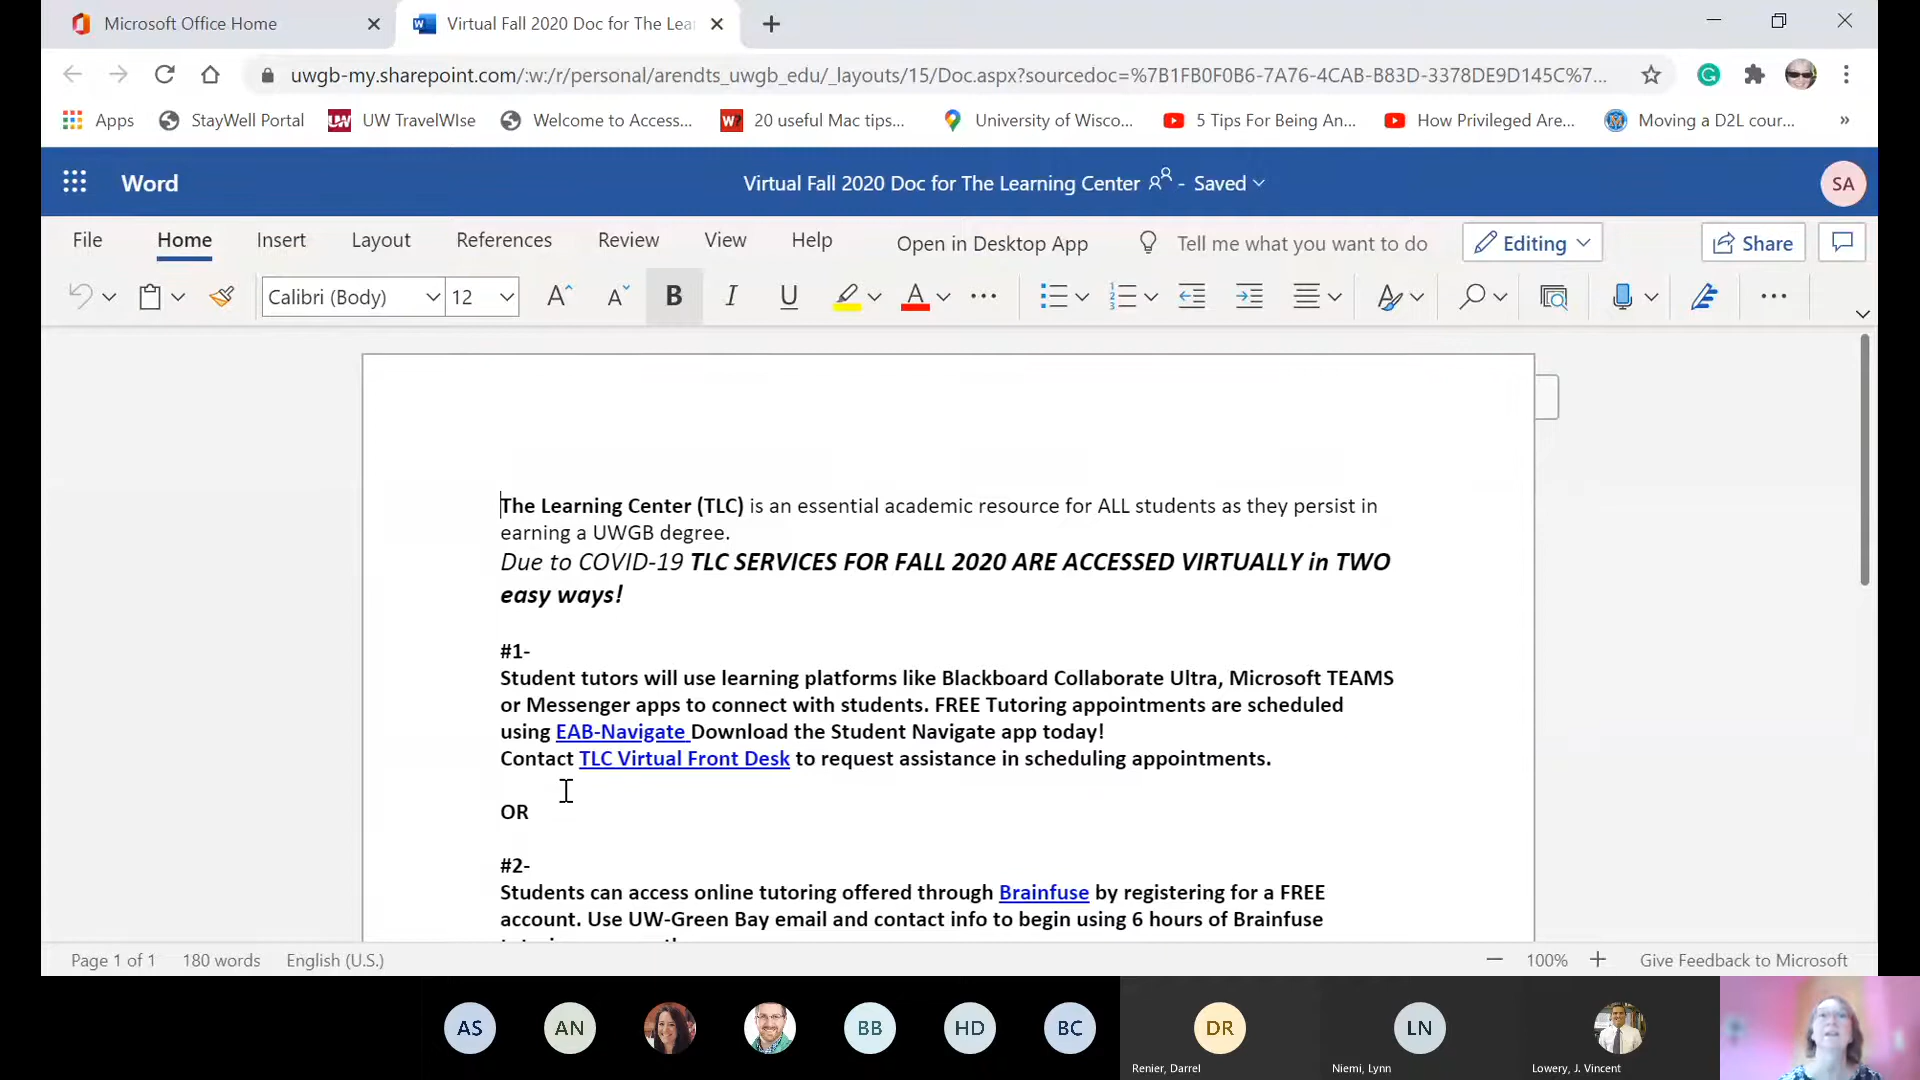 Microsoft Office Home
Virtual Fall 2020 Doc for The Lea
uwgb-my.sharepoint.com/:w:/r/personal/arendts_uwgb_edu/_layouts/15/Doc.aspx?sourcedoc=%7B1FB0F0B6-7A76-4CAB-B83D-3378DE9D145C%7...
Apps StayWell Portal UW TravelWIse Welcome to Access... 20 useful Mac tips... University of Wisco... 5 Tips For Being An... How Privileged Are... Moving a D2L cour... »
Word
Virtual Fall 2020 Doc for The Learning Center - Saved
SA
File Home Insert Layout References Review View Help Open in Desktop App Tell me what you want to do Editing Share
Calibri (Body) 12
The Learning Center (TLC) is an essential academic resource for ALL students as they persist in
earning a UWGB degree.
Due to COVID-19 TLC SERVICES FOR FALL 2020 ARE ACCESSED VIRTUALLY in TWO
easy ways!
#1-
Student tutors will use learning platforms like Blackboard Collaborate Ultra, Microsoft TEAMS
or Messenger apps to connect with students. FREE Tutoring appointments are scheduled
using EAB-Navigate Download the Student Navigate app today!
Contact TLC Virtual Front Desk to request assistance in scheduling appointments.
OR
#2-
Students can access online tutoring offered through Brainfuse by registering for a FREE
account. Use UW-Green Bay email and contact info to begin using 6 hours of Brainfuse
Page 1 of 1 180 words English (U.S.) 100% Give Feedback to Microsoft
AS AN BB HD BC DR LN
Renier, Darrel Niemi, Lynn Lowery, J. Vincent